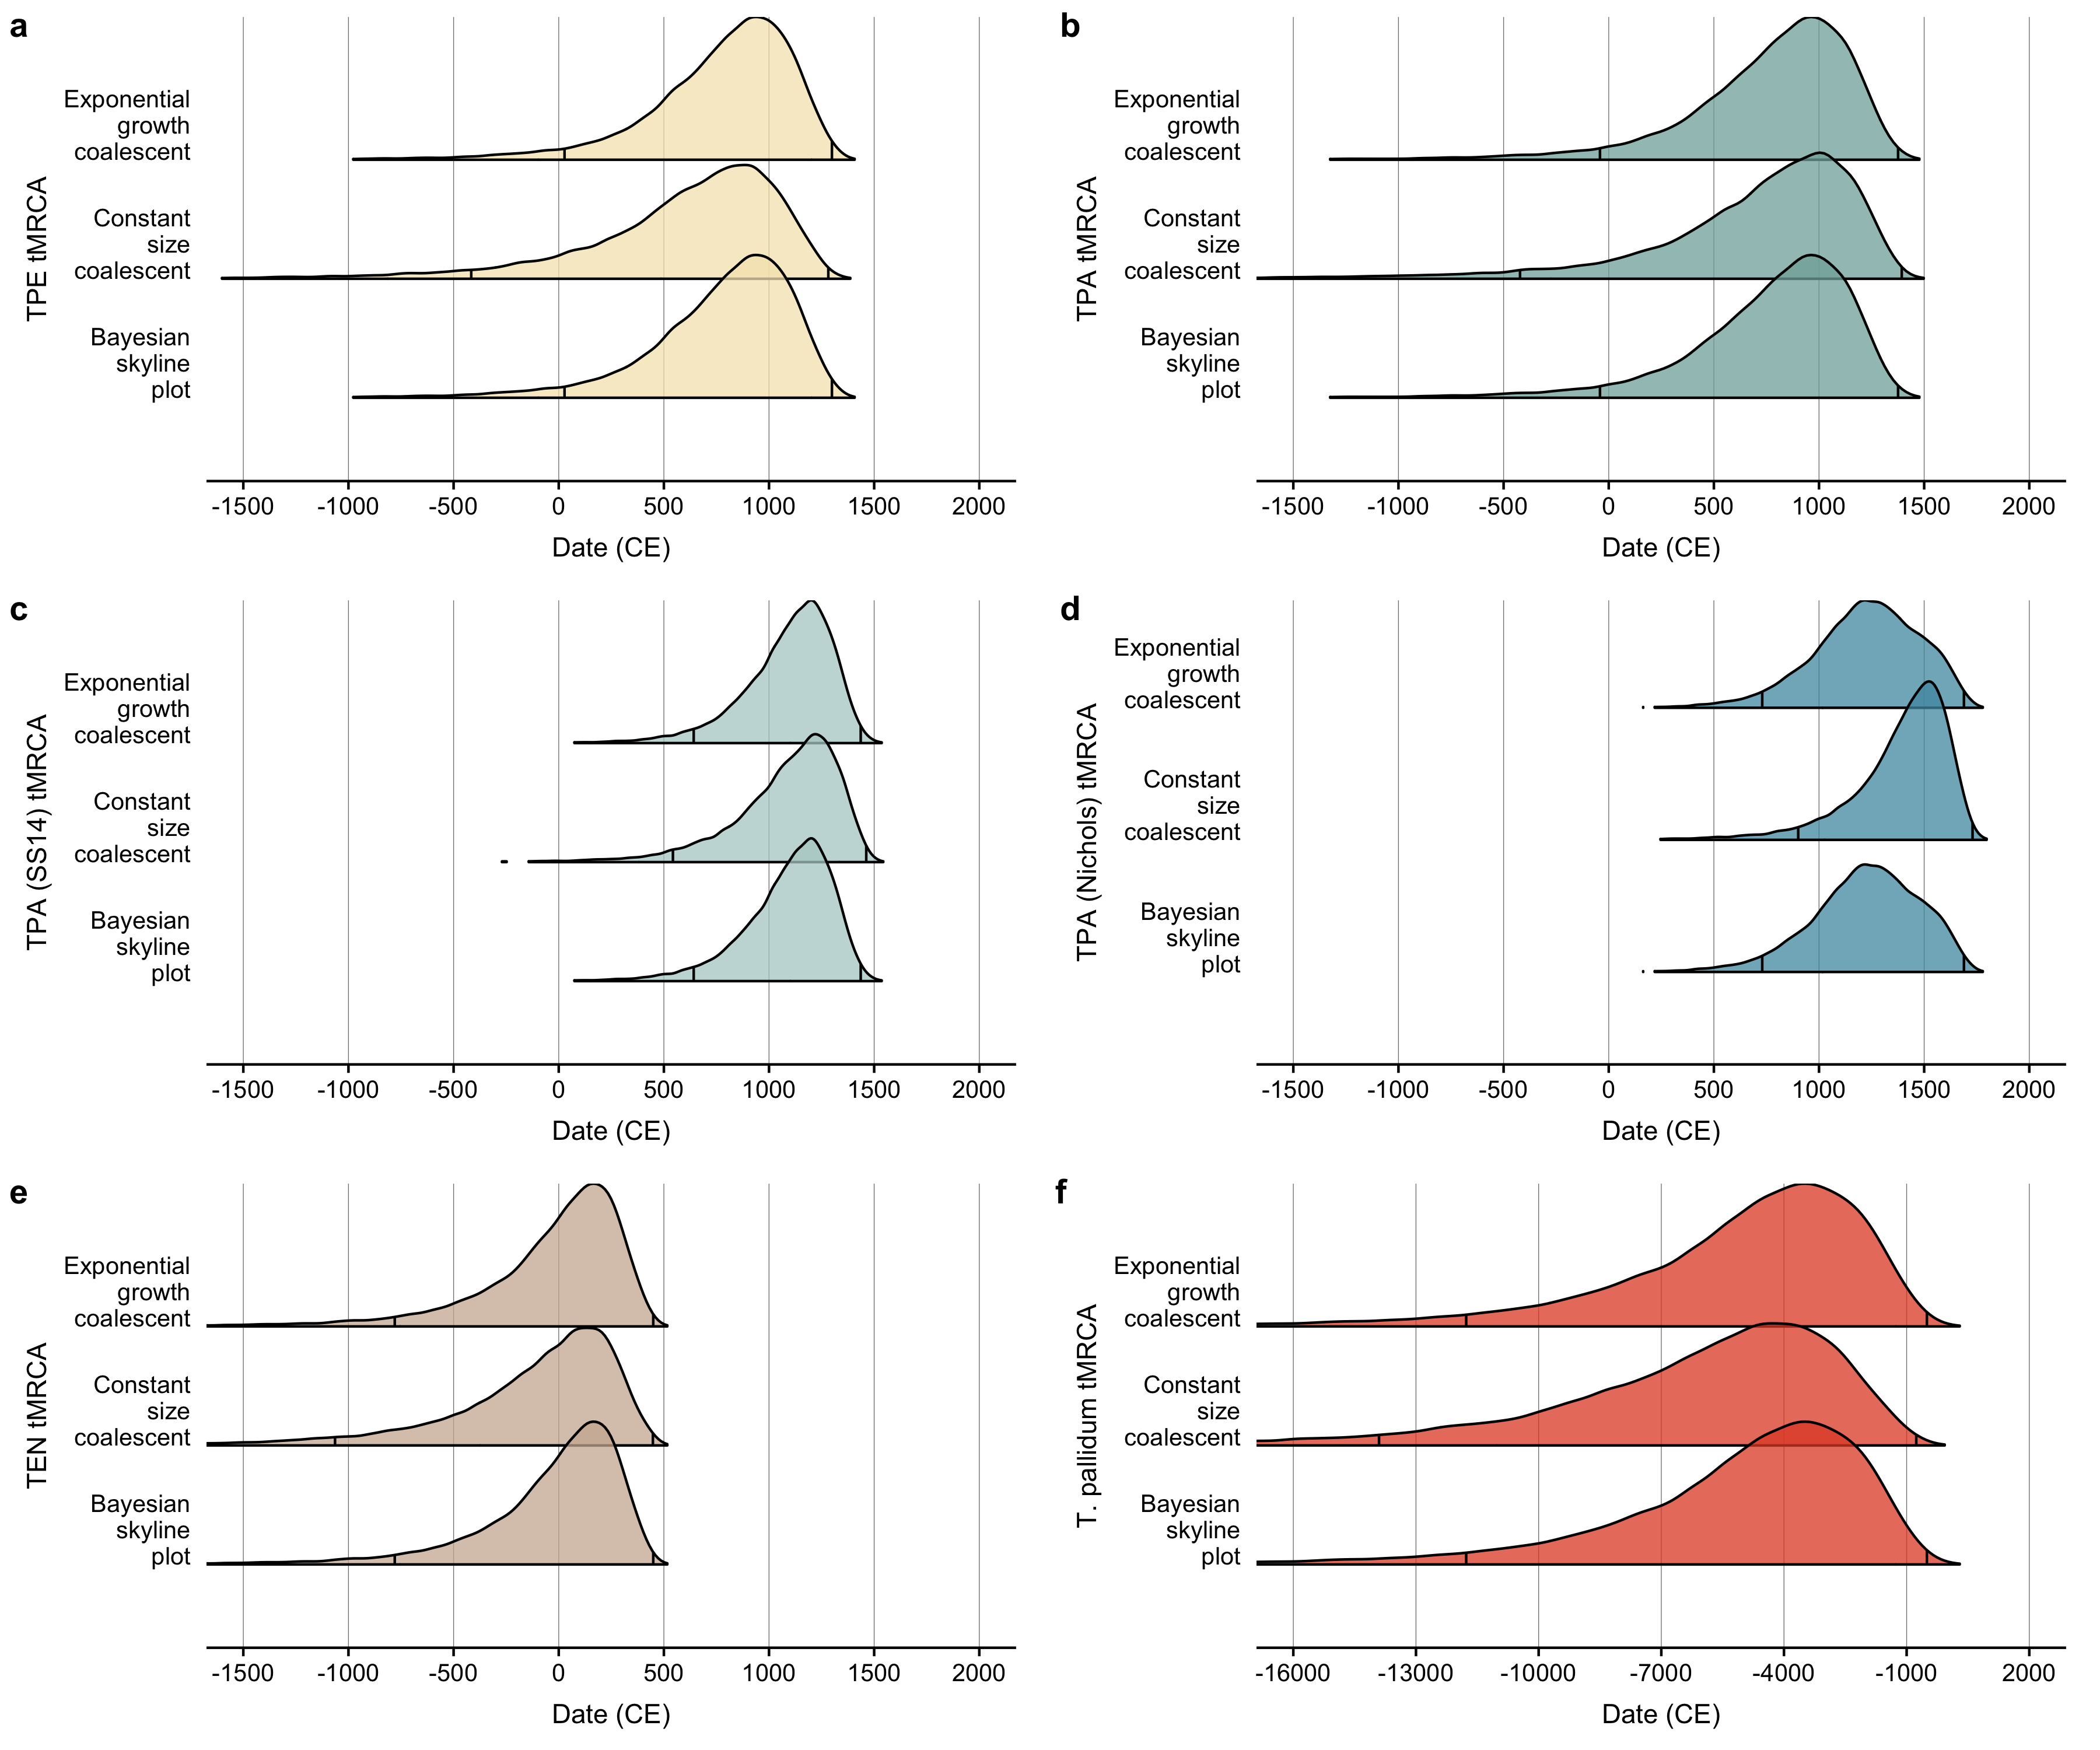 a
TPE tMRCA
Exponential
growth
coalescent
Constant
size
coalescent
Bayesian
skyline
plot
-1500 -1000 -500 0 500 1000 1500 2000
Date (CE)
b
TPA tMRCA
Exponential
growth
coalescent
Constant
size
coalescent
Bayesian
skyline
plot
-1500 -1000 -500 0 500 1000 1500 2000
Date (CE)
c
TPA (SS14) tMRCA
Exponential
growth
coalescent
Constant
size
coalescent
Bayesian
skyline
plot
-1500 -1000 -500 0 500 1000 1500 2000
Date (CE)
d
TPA (Nichols) tMRCA
Exponential
growth
coalescent
Constant
size
coalescent
Bayesian
skyline
plot
-1500 -1000 -500 0 500 1000 1500 2000
Date (CE)
e
TEN tMRCA
Exponential
growth
coalescent
Constant
size
coalescent
Bayesian
skyline
plot
-1500 -1000 -500 0 500 1000 1500 2000
Date (CE)
f
T. pallidum tMRCA
Exponential
growth
coalescent
Constant
size
coalescent
Bayesian
skyline
plot
-16000 -13000 -10000 -7000 -4000 -1000 2000
Date (CE)